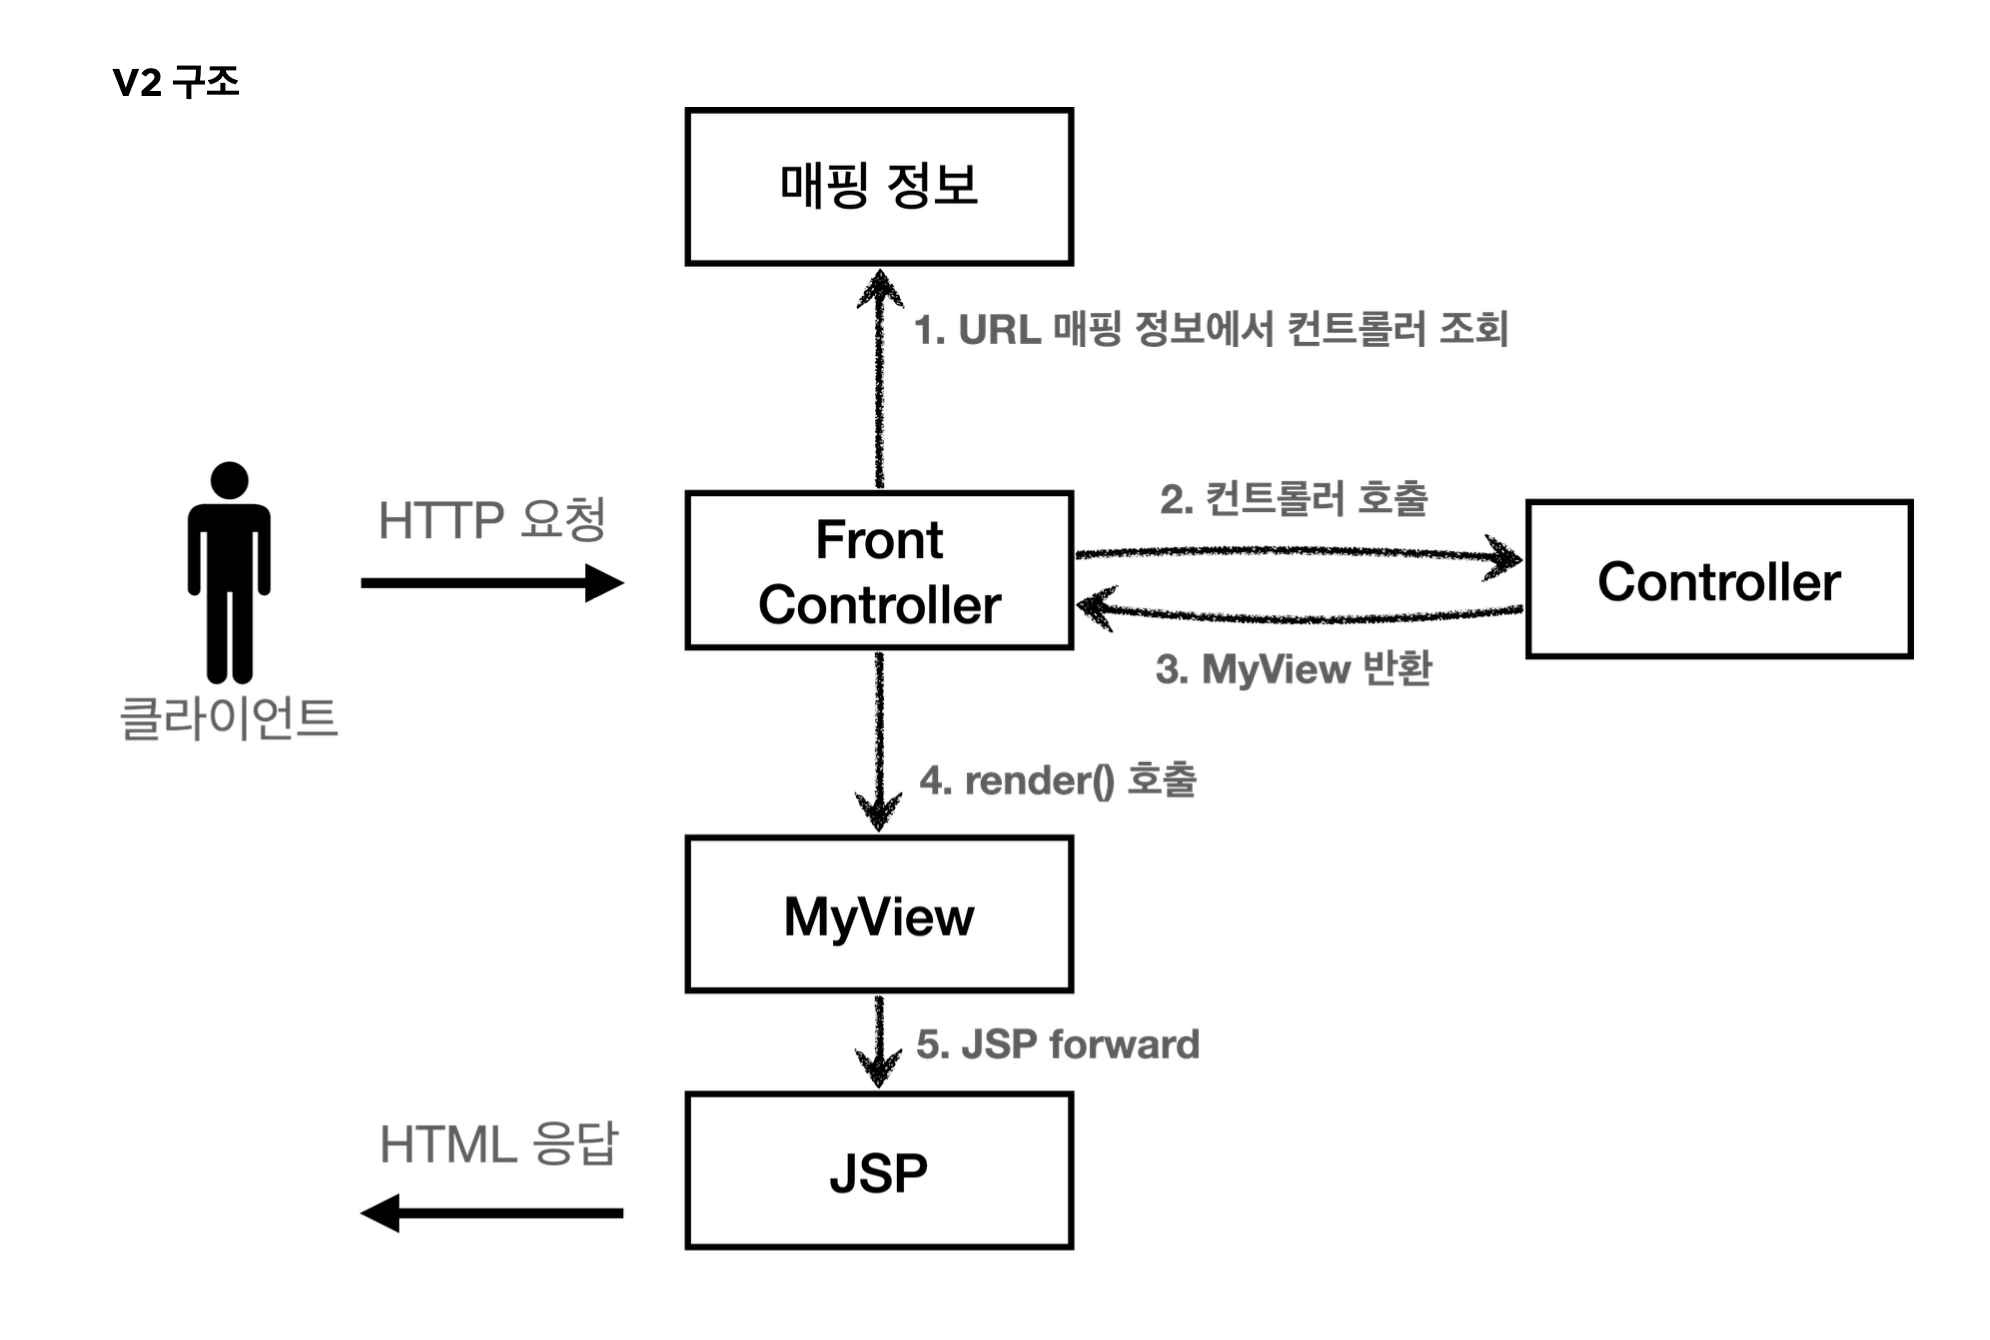 V2 구조
매핑 정보
1. URL 매핑 정보에서 컨트롤러 조회
HTTP 요청
Front
Controller
2. 컨트롤러 호출
Controller
3. MyView 반환
클라이언트
4. render() 호출
MyView
5. JSP forward
HTML 응답
JSP